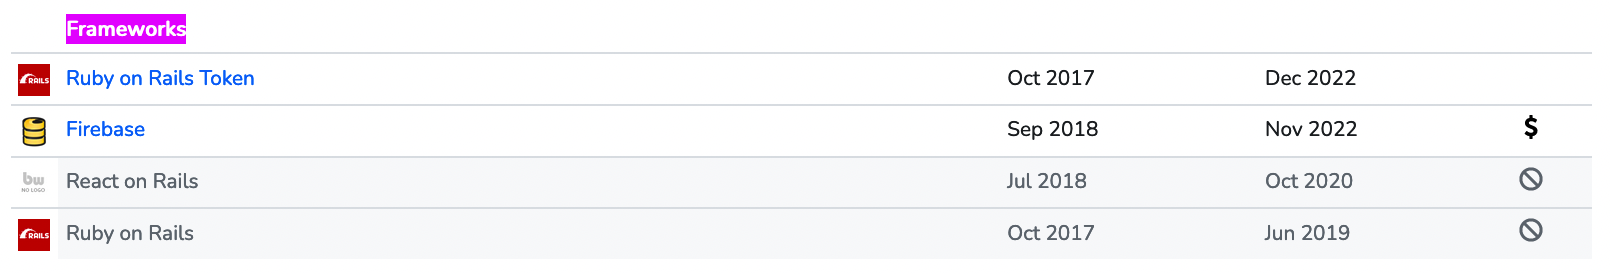 Frameworks
RAILS Ruby on Rails Token Oct 2017 Dec 2022
Firebase Sep 2018 Nov 2022 $
bw NO LOGO React on Rails Jul 2018 Oct 2020
RAILS Ruby on Rails Oct 2017 Jun 2019